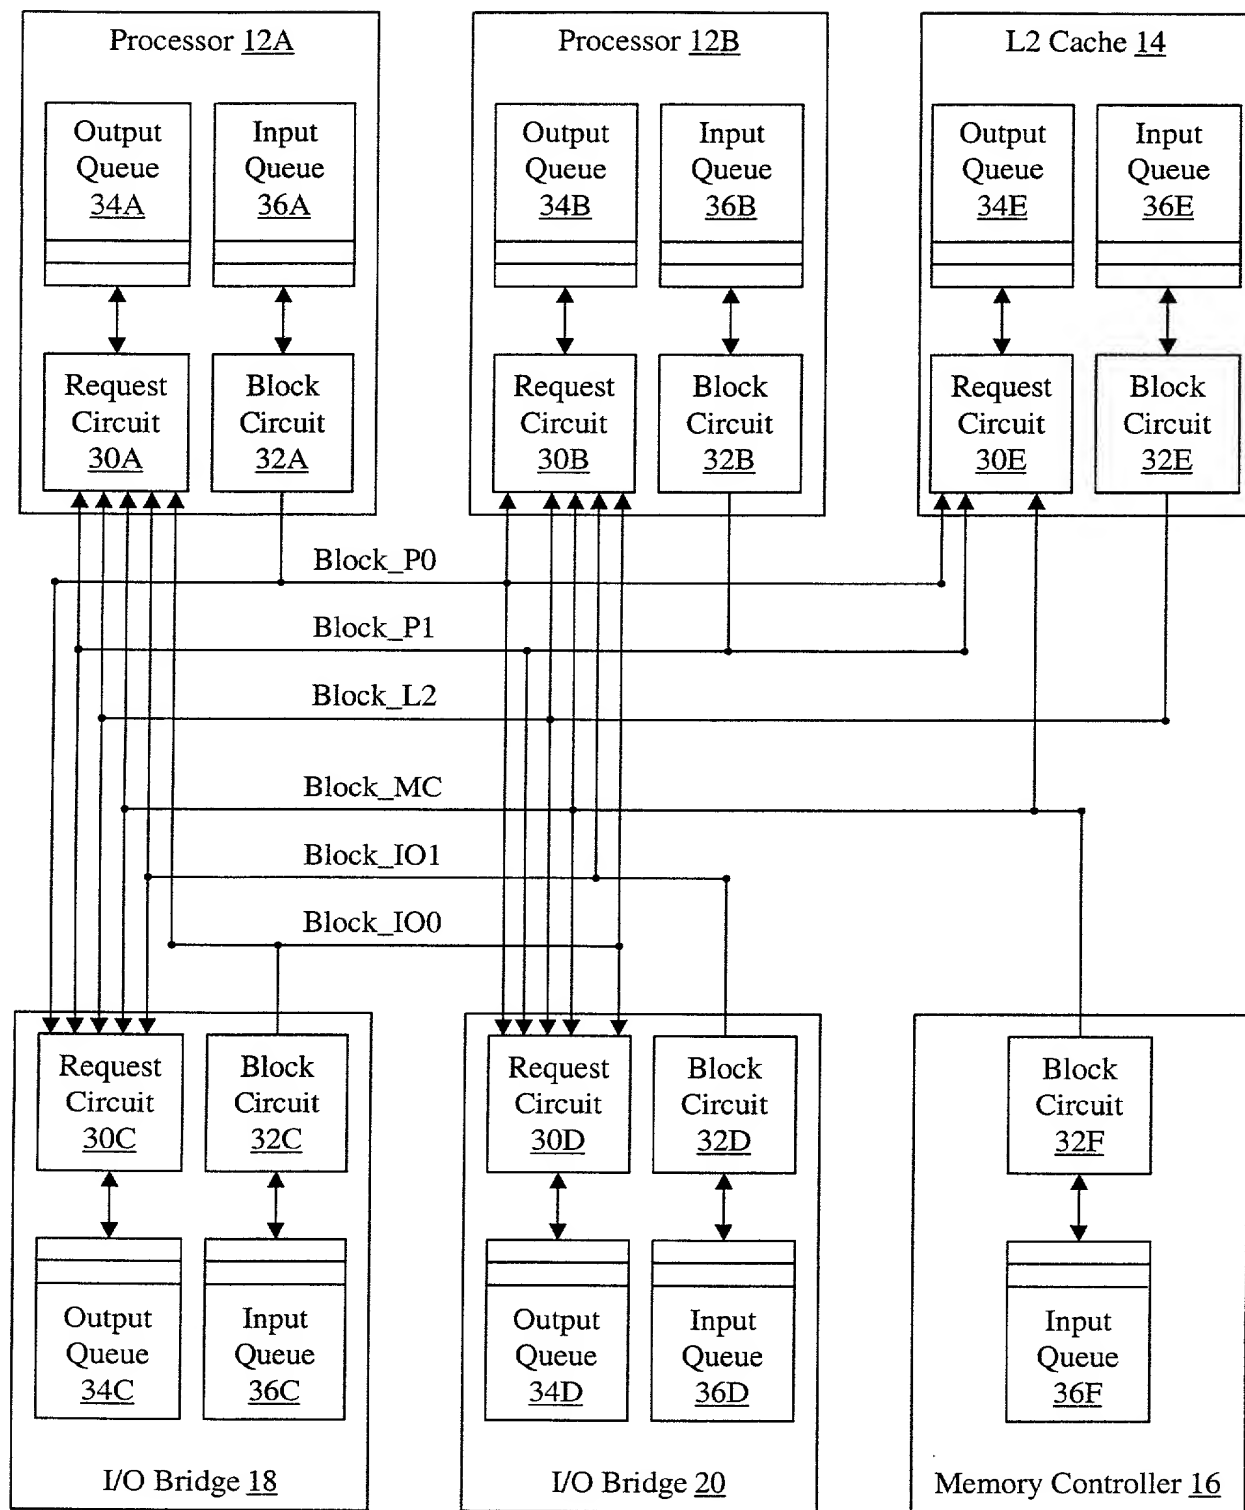 Processor 12A
Output
Queue
34A
Input
Queue
36A
Request
Circuit
30A
Block
Circuit
32A
Processor 12B
Output
Queue
34B
Input
Queue
36B
Request
Circuit
30B
Block
Circuit
32B
L2 Cache 14
Output
Queue
34E
Input
Queue
36E
Request
Circuit
30E
Block
Circuit
32E
Block_P0
Block_P1
Block_L2
Block_MC
Block_IO1
Block_IO0
Request
Circuit
30C
Block
Circuit
32C
Output
Queue
34C
Input
Queue
36C
I/O Bridge 18
Request
Circuit
30D
Block
Circuit
32D
Output
Queue
34D
Input
Queue
36D
I/O Bridge 20
Block
Circuit
32F
Input
Queue
36F
Memory Controller 16